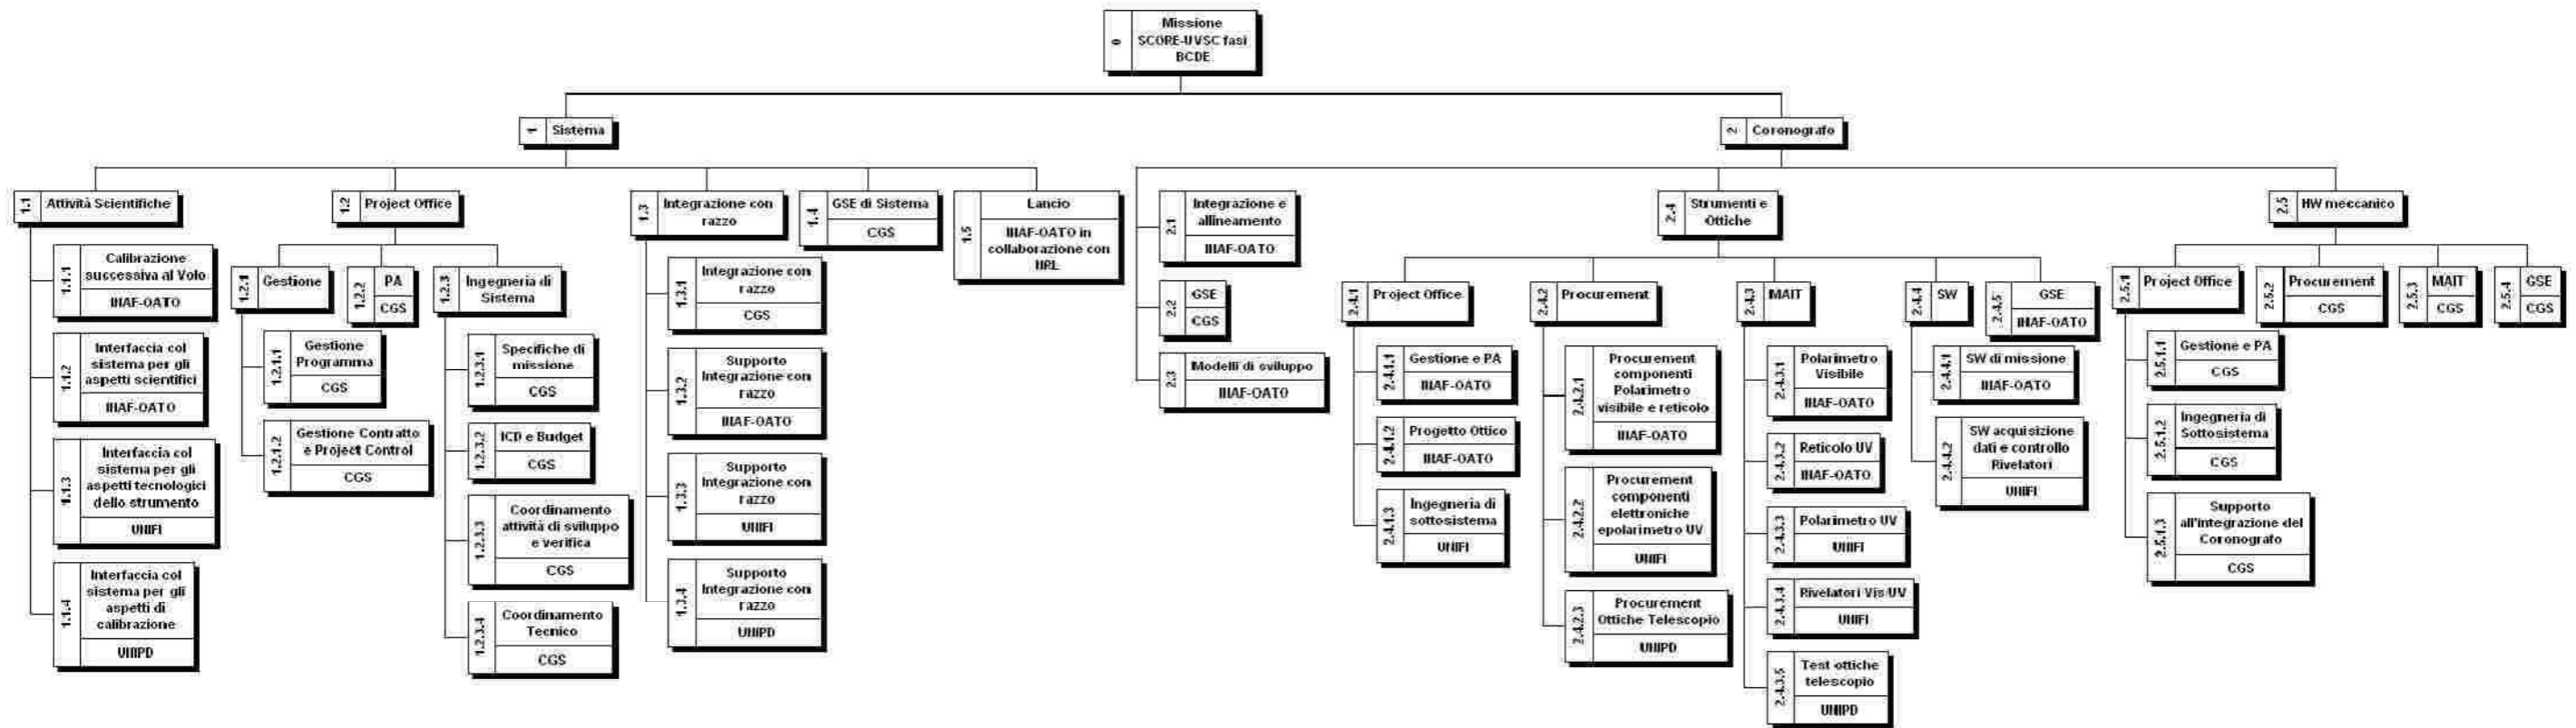 0
Missione
SCORE-UVSC fasi
BCDE
1
Sistema
2
Coronografo
1.1
Attività Scientifiche
1.1.1
Calibrazione
successiva al Volo
INAF-OATO
1.1.2
Interfaccia col
sistema per gli
aspetti scientifici
INAF-OATO
1.1.3
Interfaccia col
sistema per gli
aspetti tecnologici
dello strumento
UNIFI
1.1.4
Interfaccia col
sistema per gli
aspetti di
calibrazione
UNIPD
1.2
Project Office
1.2.1
Gestione
1.2.1.1
Gestione
Programma
CGS
1.2.1.2
Gestione Contratto
e Project Control
CGS
1.2.2
PA
CGS
1.2.3
Ingegneria di
Sistema
1.2.3.1
Specifiche di
missione
CGS
1.2.3.2
ICD e Budget
CGS
1.2.3.3
Coordinamento
attività di sviluppo
e verifica
CGS
1.2.3.4
Coordinamento
Tecnico
CGS
1.3
Integrazione con
razzo
1.3.1
Integrazione con
razzo
CGS
1.3.2
Supporto
Integrazione con
razzo
INAF-OATO
1.3.3
Supporto
Integrazione con
razzo
UNIFI
1.3.4
Supporto
Integrazione con
razzo
UNIPD
1.4
GSE di Sistema
CGS
1.5
Lancio
INAF-OATO in
collaborazione con
NRL
2.1
Integrazione e
allineamento
INAF-OATO
2.2
GSE
CGS
2.3
Modelli di sviluppo
INAF-OATO
2.4
Strumenti e
Ottiche
2.4.1
Project Office
2.4.1.1
Gestione e PA
INAF-OATO
2.4.1.2
Progetto Ottico
INAF-OATO
2.4.1.3
Ingegneria di
sottosistema
UNIFI
2.4.2
Procurement
2.4.2.1
Procurement
componenti
Polarimetro
visibile e reticolo
INAF-OATO
2.4.2.2
Procurement
componenti
elettroniche
epolarimetro UV
UNIFI
2.4.2.3
Procurement
Ottiche Telescopio
UNIPD
2.4.3
MAIT
2.4.3.1
Polarimetro
Visibile
INAF-OATO
2.4.3.2
Reticolo UV
INAF-OATO
2.4.3.3
Polarimetro UV
UNIFI
2.4.3.4
Rivelatori Vis/UV
UNIFI
2.4.3.5
Test ottiche
telescopio
UNIPD
2.4.4
SW
2.4.4.1
SW di missione
INAF-OATO
2.4.4.2
SW acquisizione
dati e controllo
Rivelatori
UNIFI
2.4.5
GSE
INAF-OATO
2.5
HW meccanico
2.5.1
Project Office
2.5.1.1
Gestione e PA
CGS
2.5.1.2
Ingegneria di
Sottosistema
CGS
2.5.1.3
Supporto
all'integrazione del
Coronografo
CGS
2.5.2
Procurement
CGS
2.5.3
MAIT
CGS
2.5.4
GSE
CGS